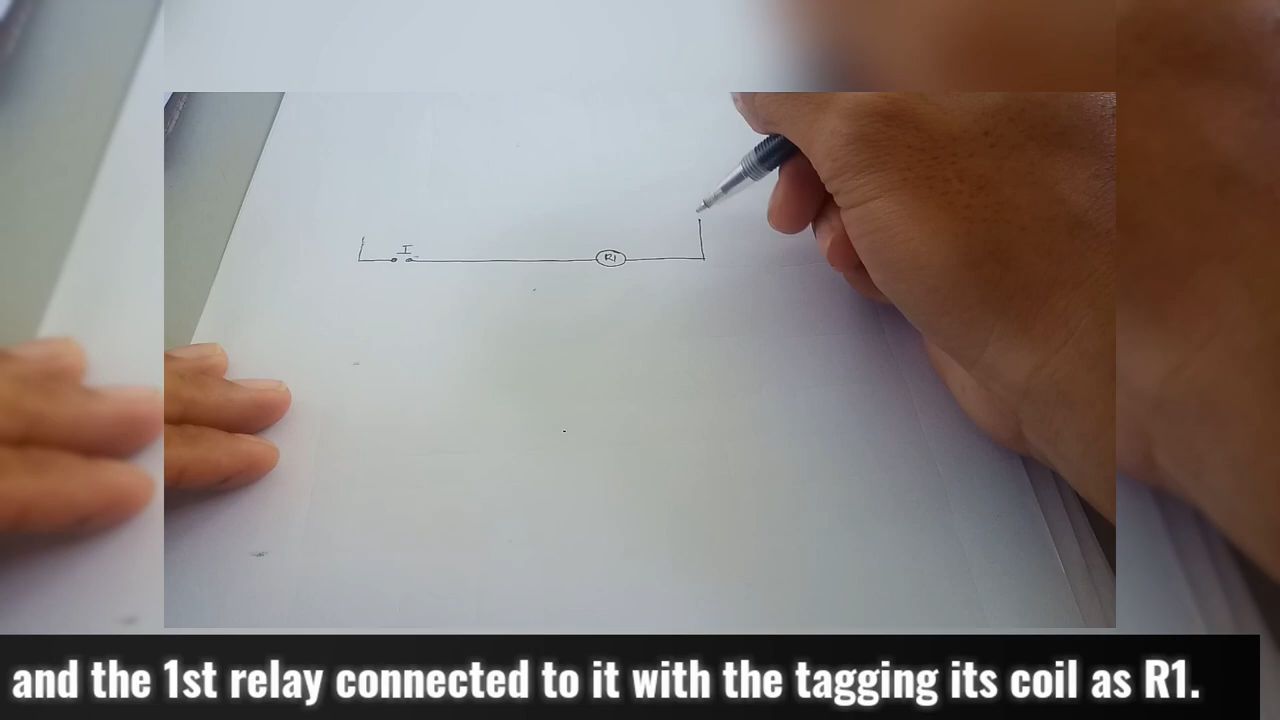 I
R1
and the 1st relay connected to it with the tagging its coil as R1.